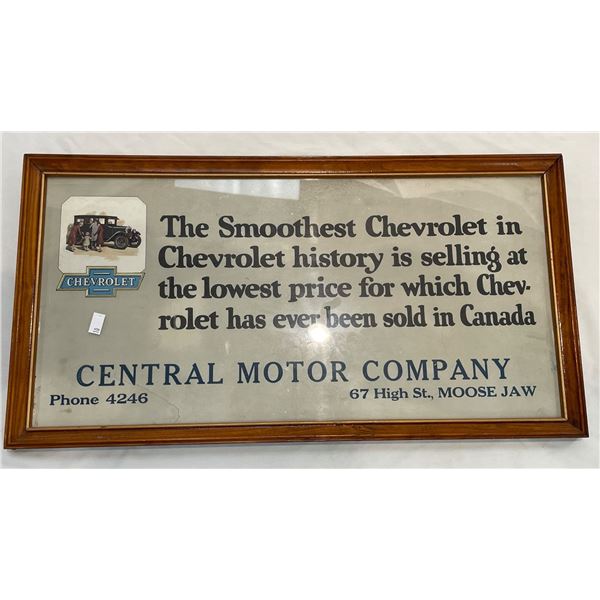 The Smoothest Chevrolet in
Chevrolet history is selling at
the lowest price for which Chev-
rolet has ever been sold in Canada
CHEVROLET
CENTRAL MOTOR COMPANY
Phone 4246
67 High St., MOOSE JAW